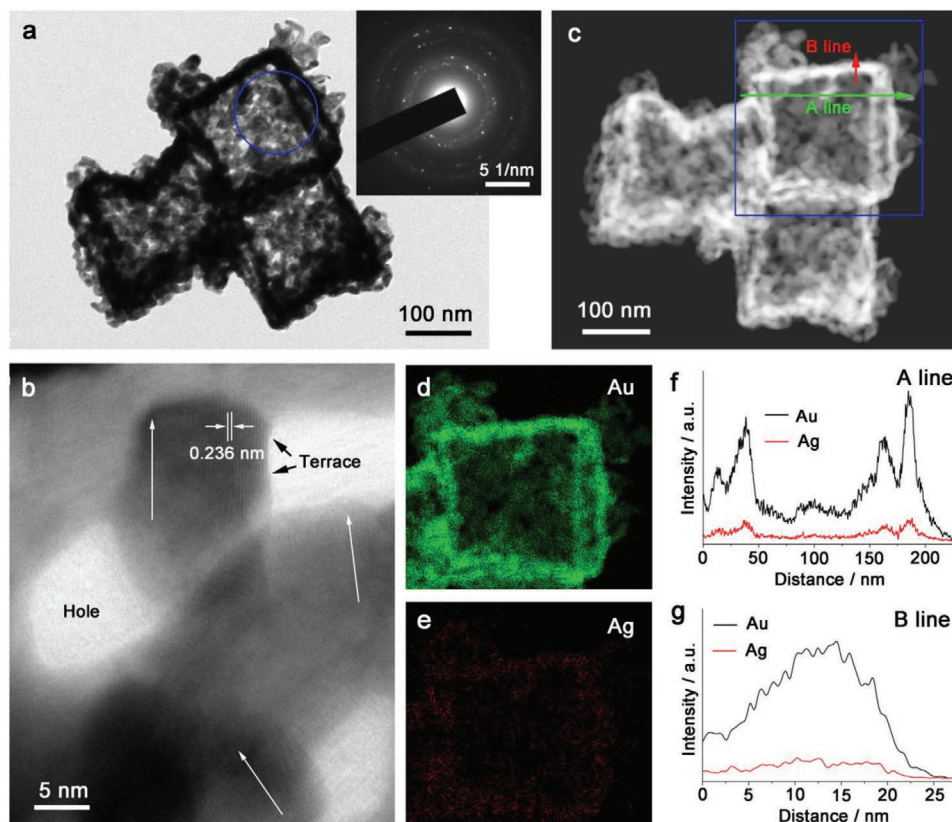 a
5 1/nm
100 nm
c
B line
A line
100 nm
b
0.236 nm
Terrace
Hole
5 nm
d
Au
e
Ag
f
A line
Au
Ag
Intensity / a.u.
0 50 100 150 200
Distance / nm
g
B line
Au
Ag
Intensity / a.u.
0 5 10 15 20 25
Distance / nm